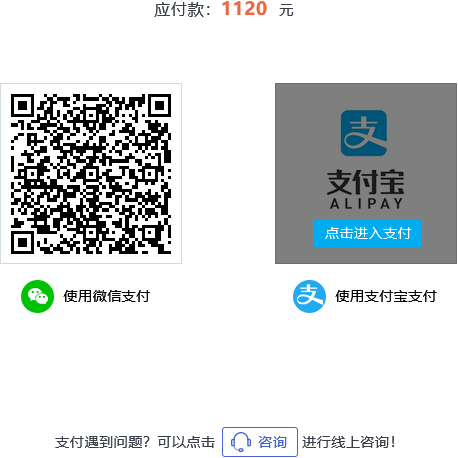 应付款：1120 元
支付宝
ALIPAY
点击进入支付
使用微信支付
使用支付宝支付
支付遇到问题？可以点击 咨询 进行线上咨询！